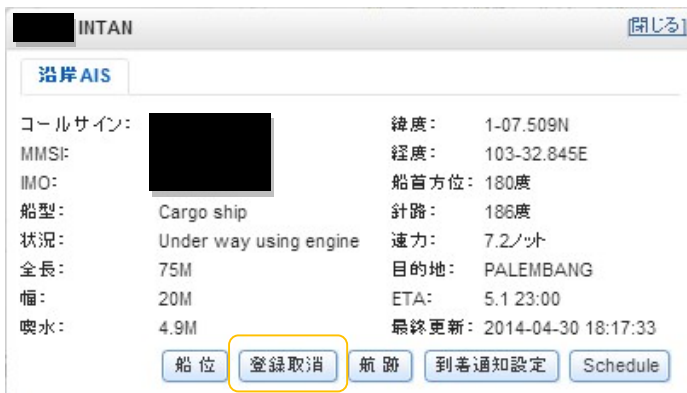 INTAN [閉じる]
沿岸AIS
コールサイン: 緯度: 1-07.509N
MMSI: 経度: 103-32.845E
IMO: 船首方位: 180度
船型: Cargo ship 針路: 186度
状況: Under way using engine 速力: 7.2ノット
全長: 75M 目的地: PALEMBANG
幅: 20M ETA: 5.1 23:00
喫水: 4.9M 最終更新: 2014-04-30 18:17:33
船 位 登録取消 航 跡 到着通知設定 Schedule